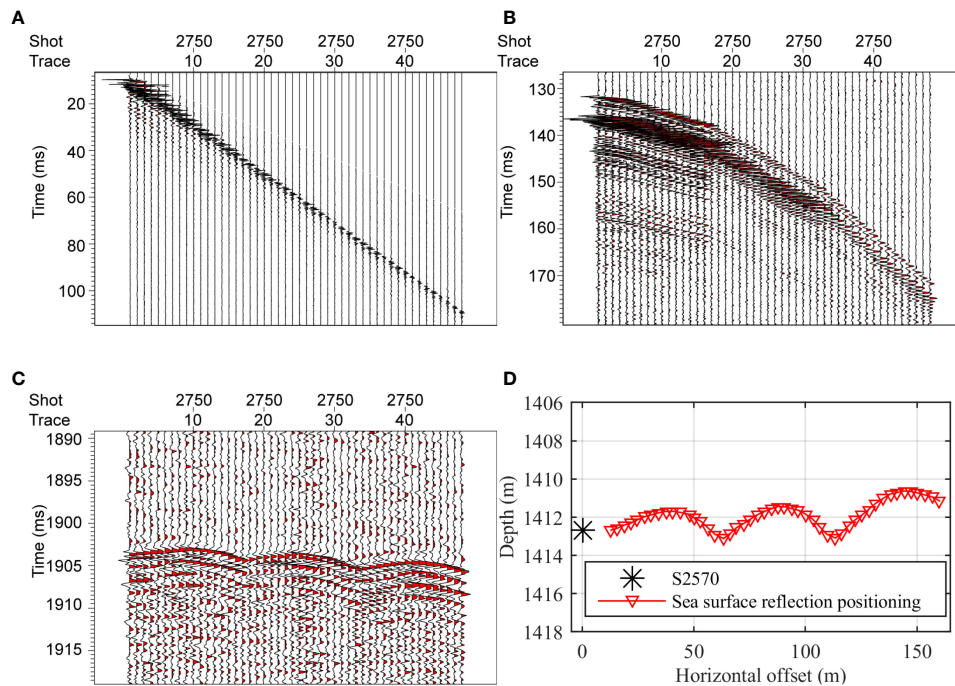 A
Shot 2750 2750 2750 2750
Trace 10 20 30 40
Time (ms)
20
40
60
80
100
B
Shot 2750 2750 2750 2750
Trace 10 20 30 40
Time (ms)
130
140
150
160
170
C
Shot 2750 2750 2750 2750
Trace 10 20 30 40
Time (ms)
1890
1895
1900
1905
1910
1915
D
Depth (m)
1406
1408
1410
1412
1414
1416
1418
S2570
Sea surface reflection positioning
0 50 100 150
Horizontal offset (m)